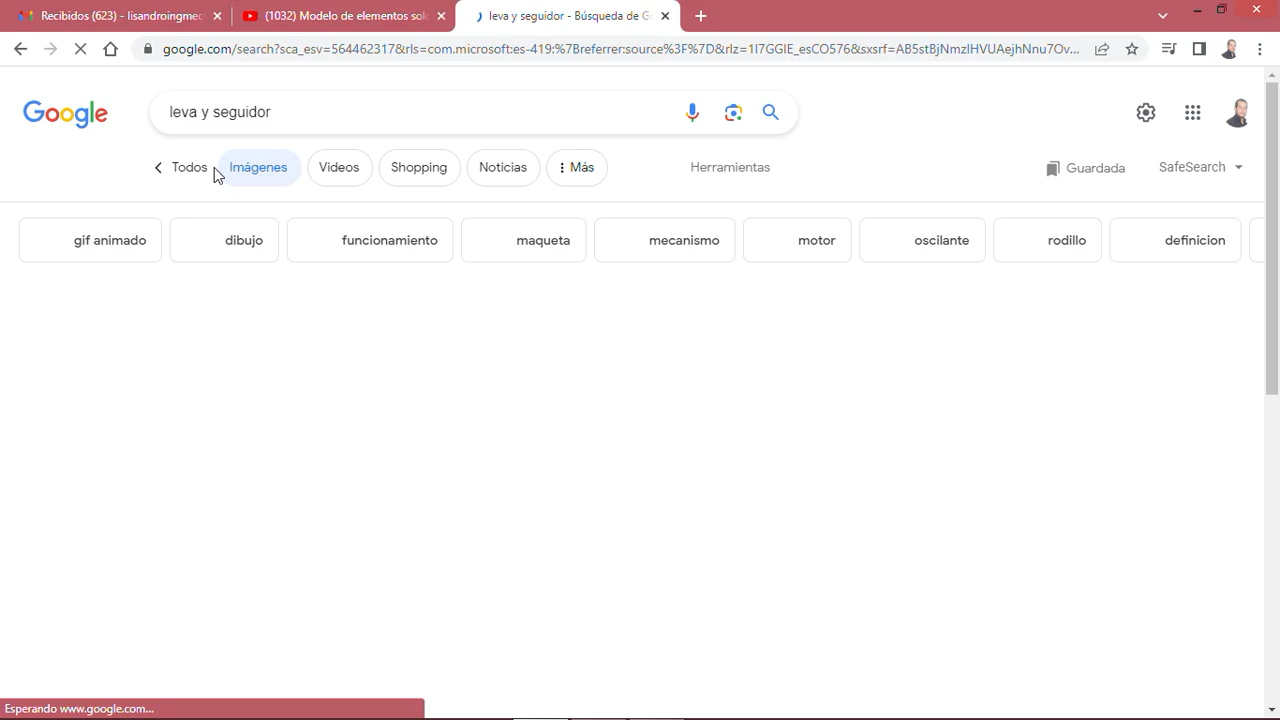 Recibidos (623) - lisandroingmec
(1032) Modelo de elementos sol
leva y seguidor - Búsqueda de G
google.com/search?sca_esv=564462317&rls=com.microsoft:es-419:%7Breferrer:source%3F%7D&rlz=1I7GGIE_esCO576&sxsrf=AB5stBjNmzlHVUAejhNnu7Ov...
Google
leva y seguidor
Todos
Imágenes
Videos
Shopping
Noticias
Más
Herramientas
Guardada
SafeSearch
gif animado
dibujo
funcionamiento
maqueta
mecanismo
motor
oscilante
rodillo
definicion
Esperando www.google.com...